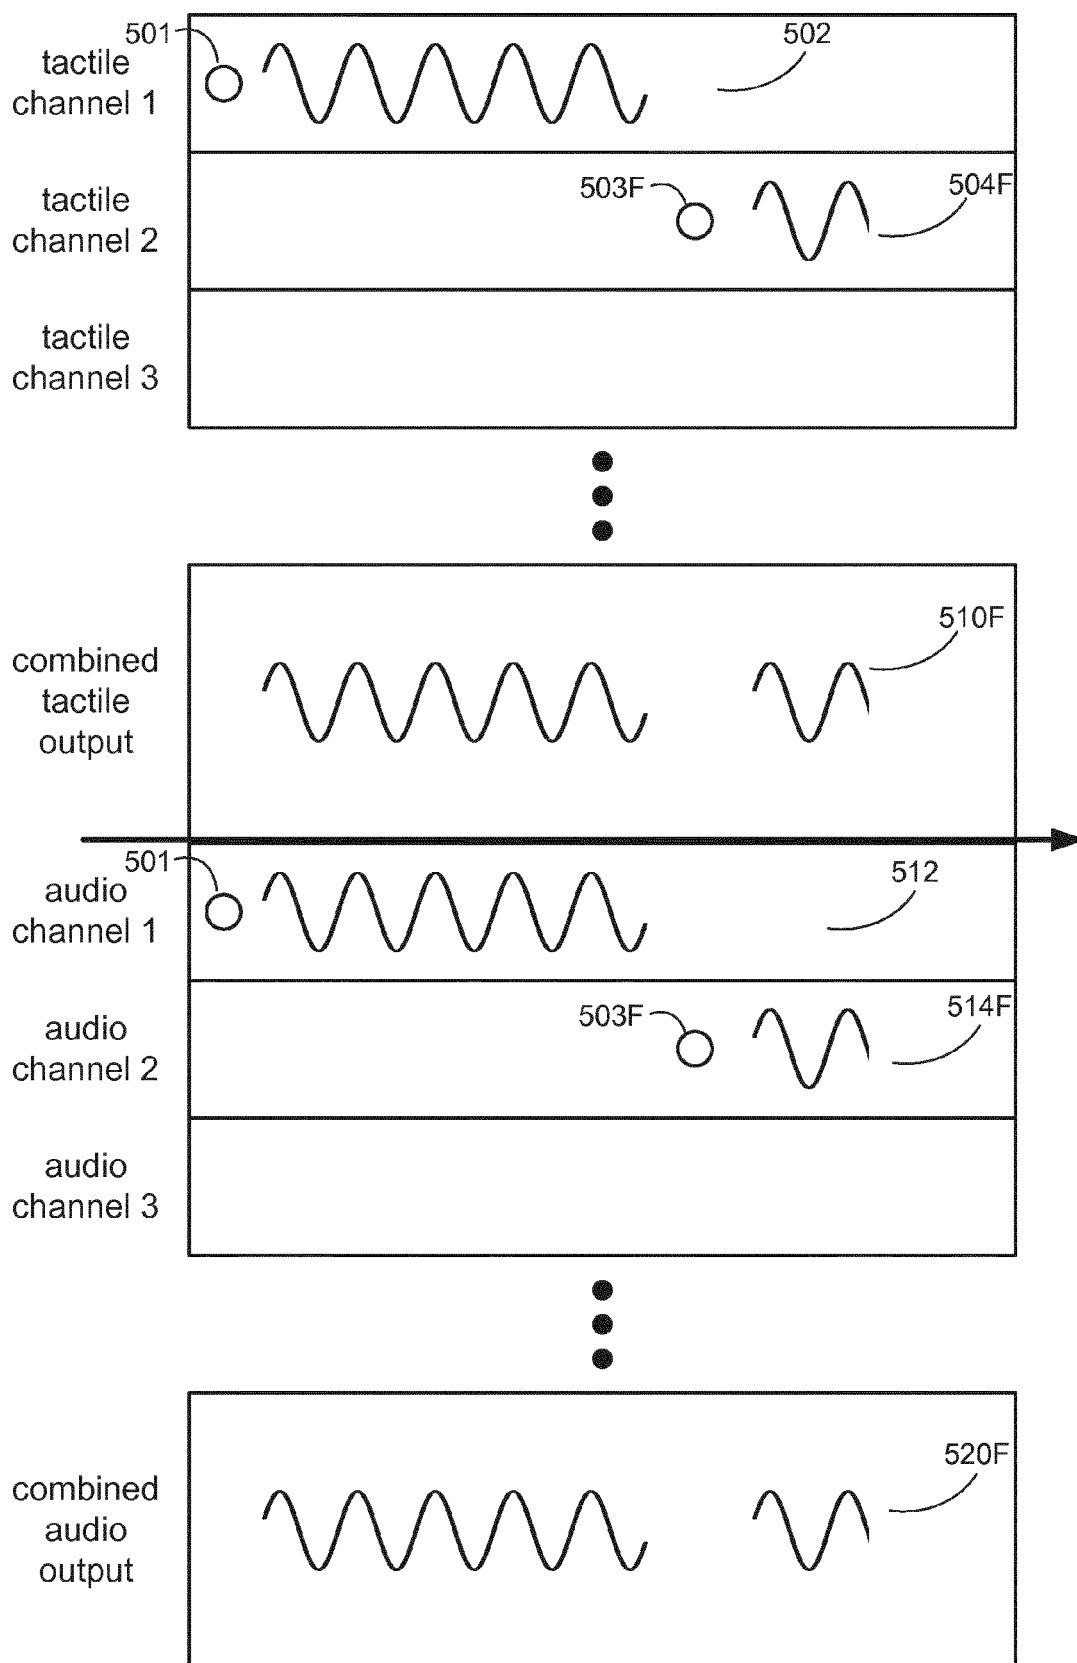 501
502
tactile
channel 1
503F
504F
tactile
channel 2
tactile
channel 3
510F
combined
tactile
output
501
512
audio
channel 1
503F
514F
audio
channel 2
audio
channel 3
520F
combined
audio
output